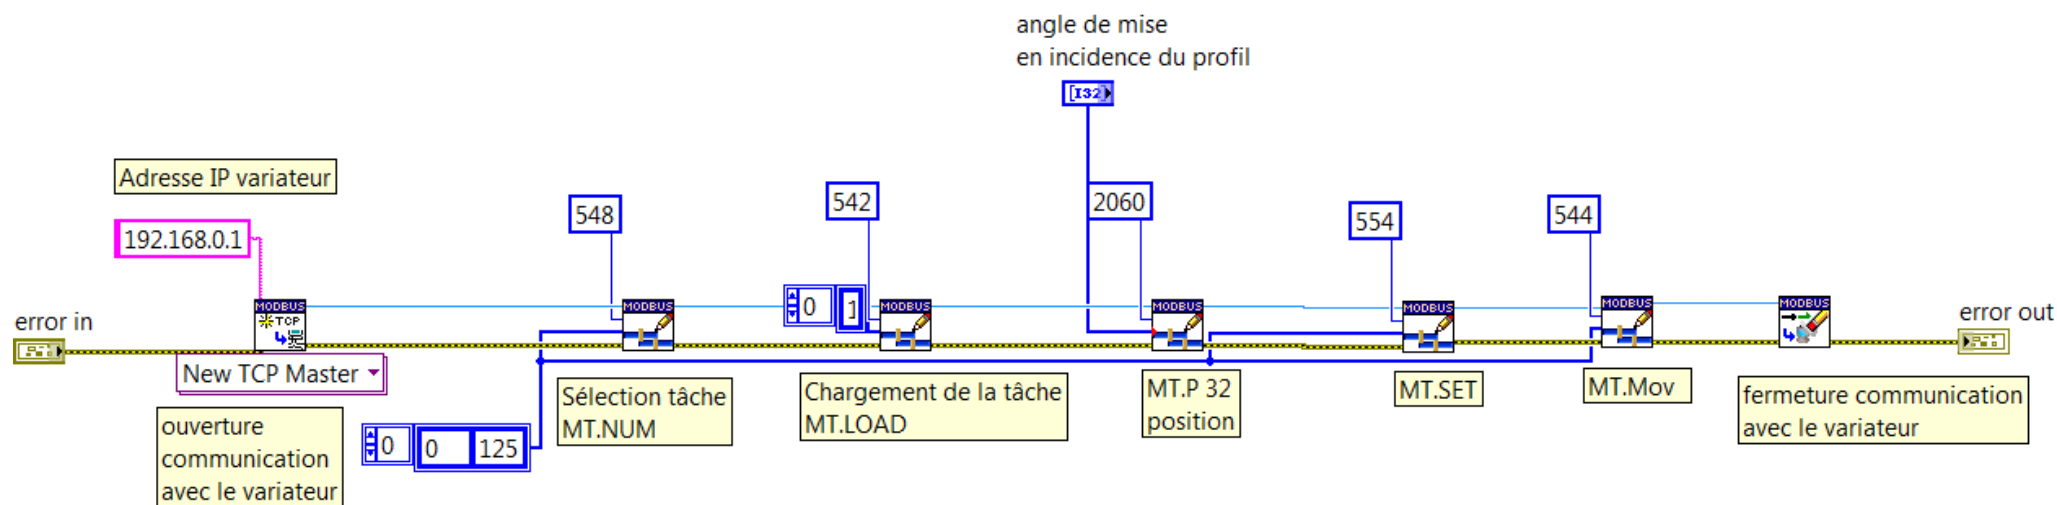 angle de mise
en incidence du profil
[I32]
Adresse IP variateur
192.168.0.1
548
542
2060
554
544
0
1
MODBUS
TCP
MODBUS
MODBUS
MODBUS
MODBUS
MODBUS
MODBUS
error in
error out
New TCP Master
ouverture
communication
avec le variateur
0
0
125
Sélection tâche
MT.NUM
Chargement de la tâche
MT.LOAD
MT.P 32
position
MT.SET
MT.Mov
fermeture communication
avec le variateur